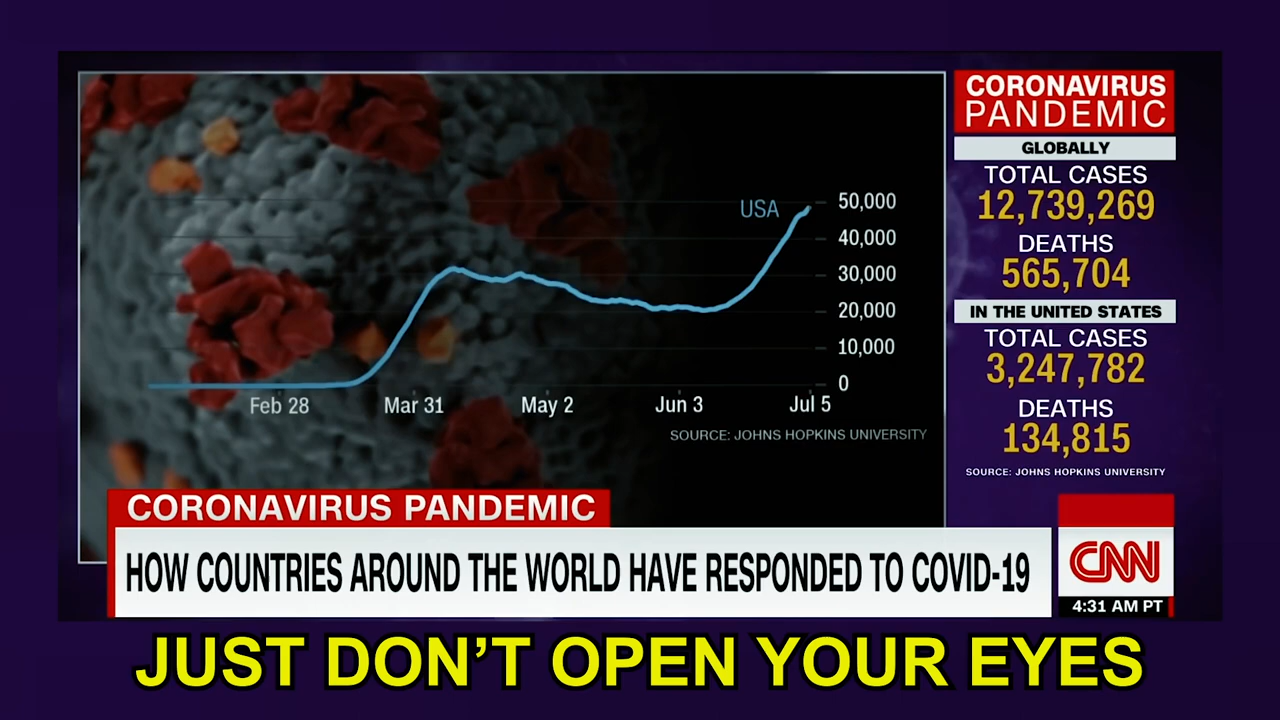 CORONAVIRUS
PANDEMIC
GLOBALLY
TOTAL CASES
12,739,269
DEATHS
565,704
IN THE UNITED STATES
TOTAL CASES
3,247,782
DEATHS
134,815
SOURCE: JOHNS HOPKINS UNIVERSITY
USA
50,000
40,000
30,000
20,000
10,000
0
Feb 28 Mar 31 May 2 Jun 3 Jul 5
SOURCE: JOHNS HOPKINS UNIVERSITY
CORONAVIRUS PANDEMIC
HOW COUNTRIES AROUND THE WORLD HAVE RESPONDED TO COVID-19
CNN
4:31 AM PT
JUST DON'T OPEN YOUR EYES